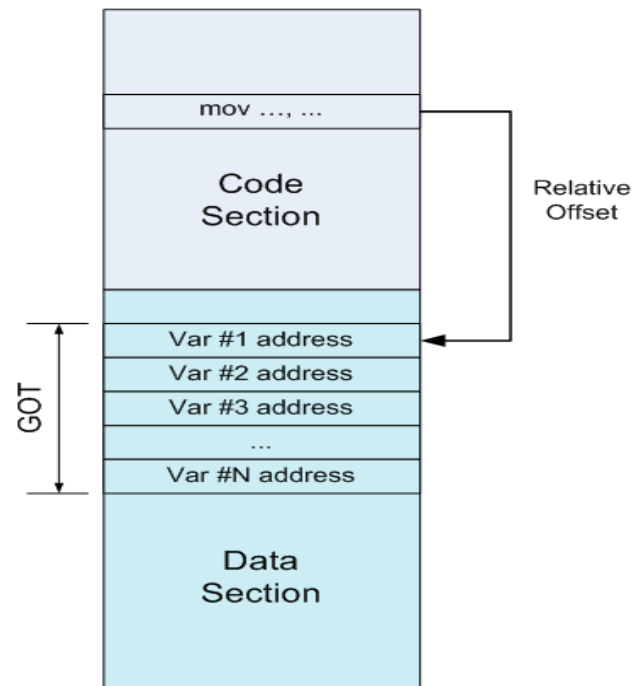 mov ..., ...
Code
Section
Relative
Offset
GOT
Var #1 address
Var #2 address
Var #3 address
...
Var #N address
Data
Section